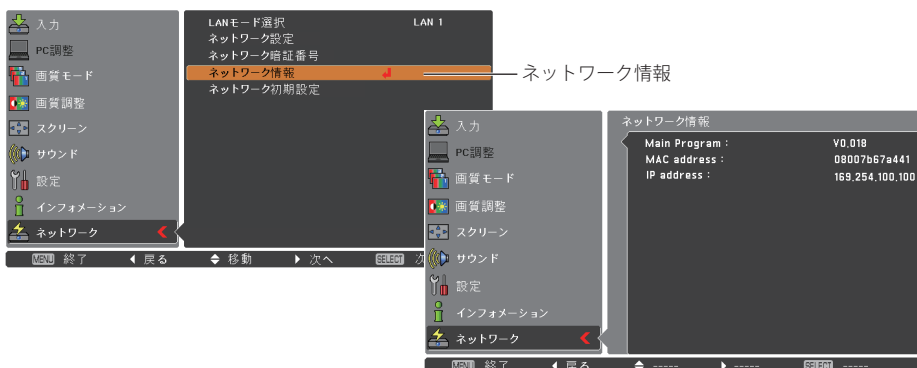 入力
PC調整
画質モード
画質調整
スクリーン
サウンド
設定
インフォメーション
ネットワーク
LANモード選択 LAN 1
ネットワーク設定
ネットワーク暗証番号
ネットワーク情報
ネットワーク初期設定
MENU 終了 戻る 移動 次へ SELECT 次
ネットワーク情報
入力
PC調整
画質モード
画質調整
スクリーン
サウンド
設定
インフォメーション
ネットワーク
ネットワーク情報
Main Program : V0.018
MAC address : 08007b67a441
IP address : 169.254.100.100
MENU 終了 戻る ----- ----- SELECT -----